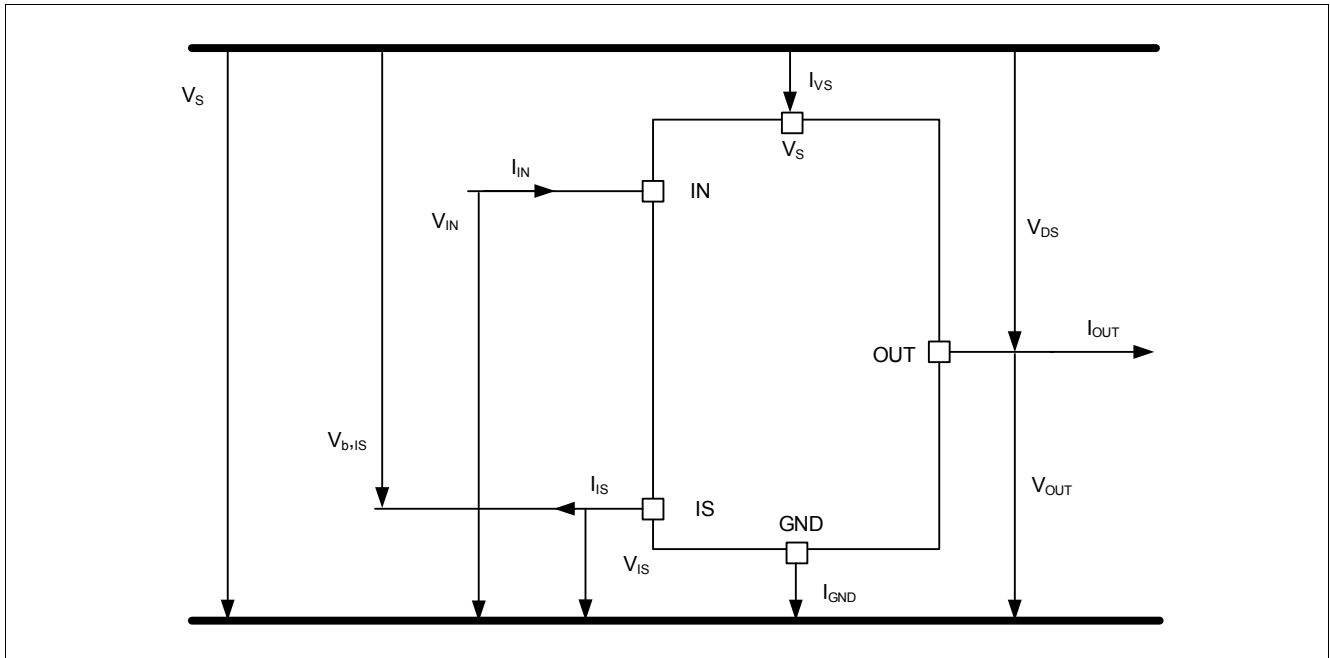 V_S
I_VS
V_S
I_IN
IN
V_IN
V_DS
I_OUT
OUT
V_b,IS
I_IS
V_OUT
IS
GND
V_IS
I_GND